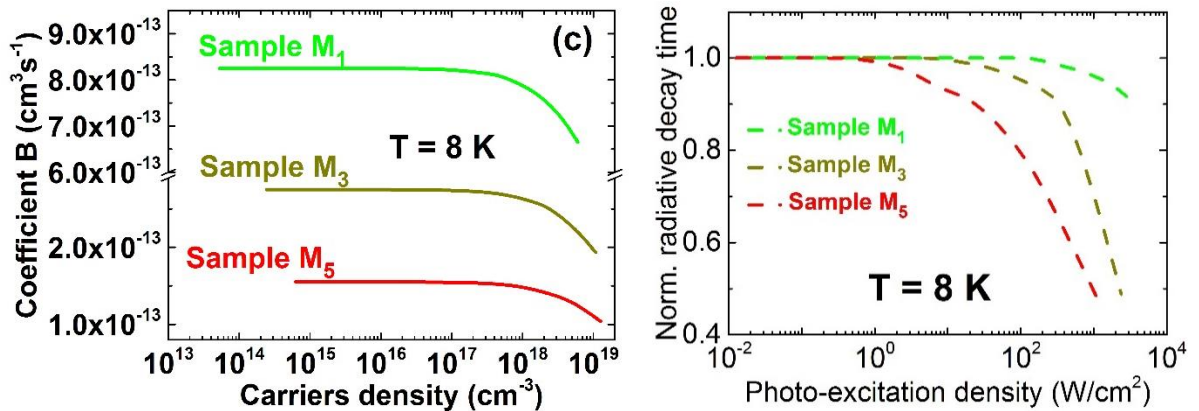 (c)
Coefficient B (cm³s⁻¹)
9.0x10⁻¹³
8.0x10⁻¹³
7.0x10⁻¹³
6.0x10⁻¹³
2.0x10⁻¹³
1.0x10⁻¹³
Sample M₁
T = 8 K
Sample M₃
Sample M₅
10¹³ 10¹⁴ 10¹⁵ 10¹⁶ 10¹⁷ 10¹⁸ 10¹⁹
Carriers density (cm⁻³)
Norm. radiative decay time
1.0
0.8
0.6
0.4
Sample M₁
Sample M₃
Sample M₅
T = 8 K
10⁻² 10⁰ 10² 10⁴
Photo-excitation density (W/cm²)